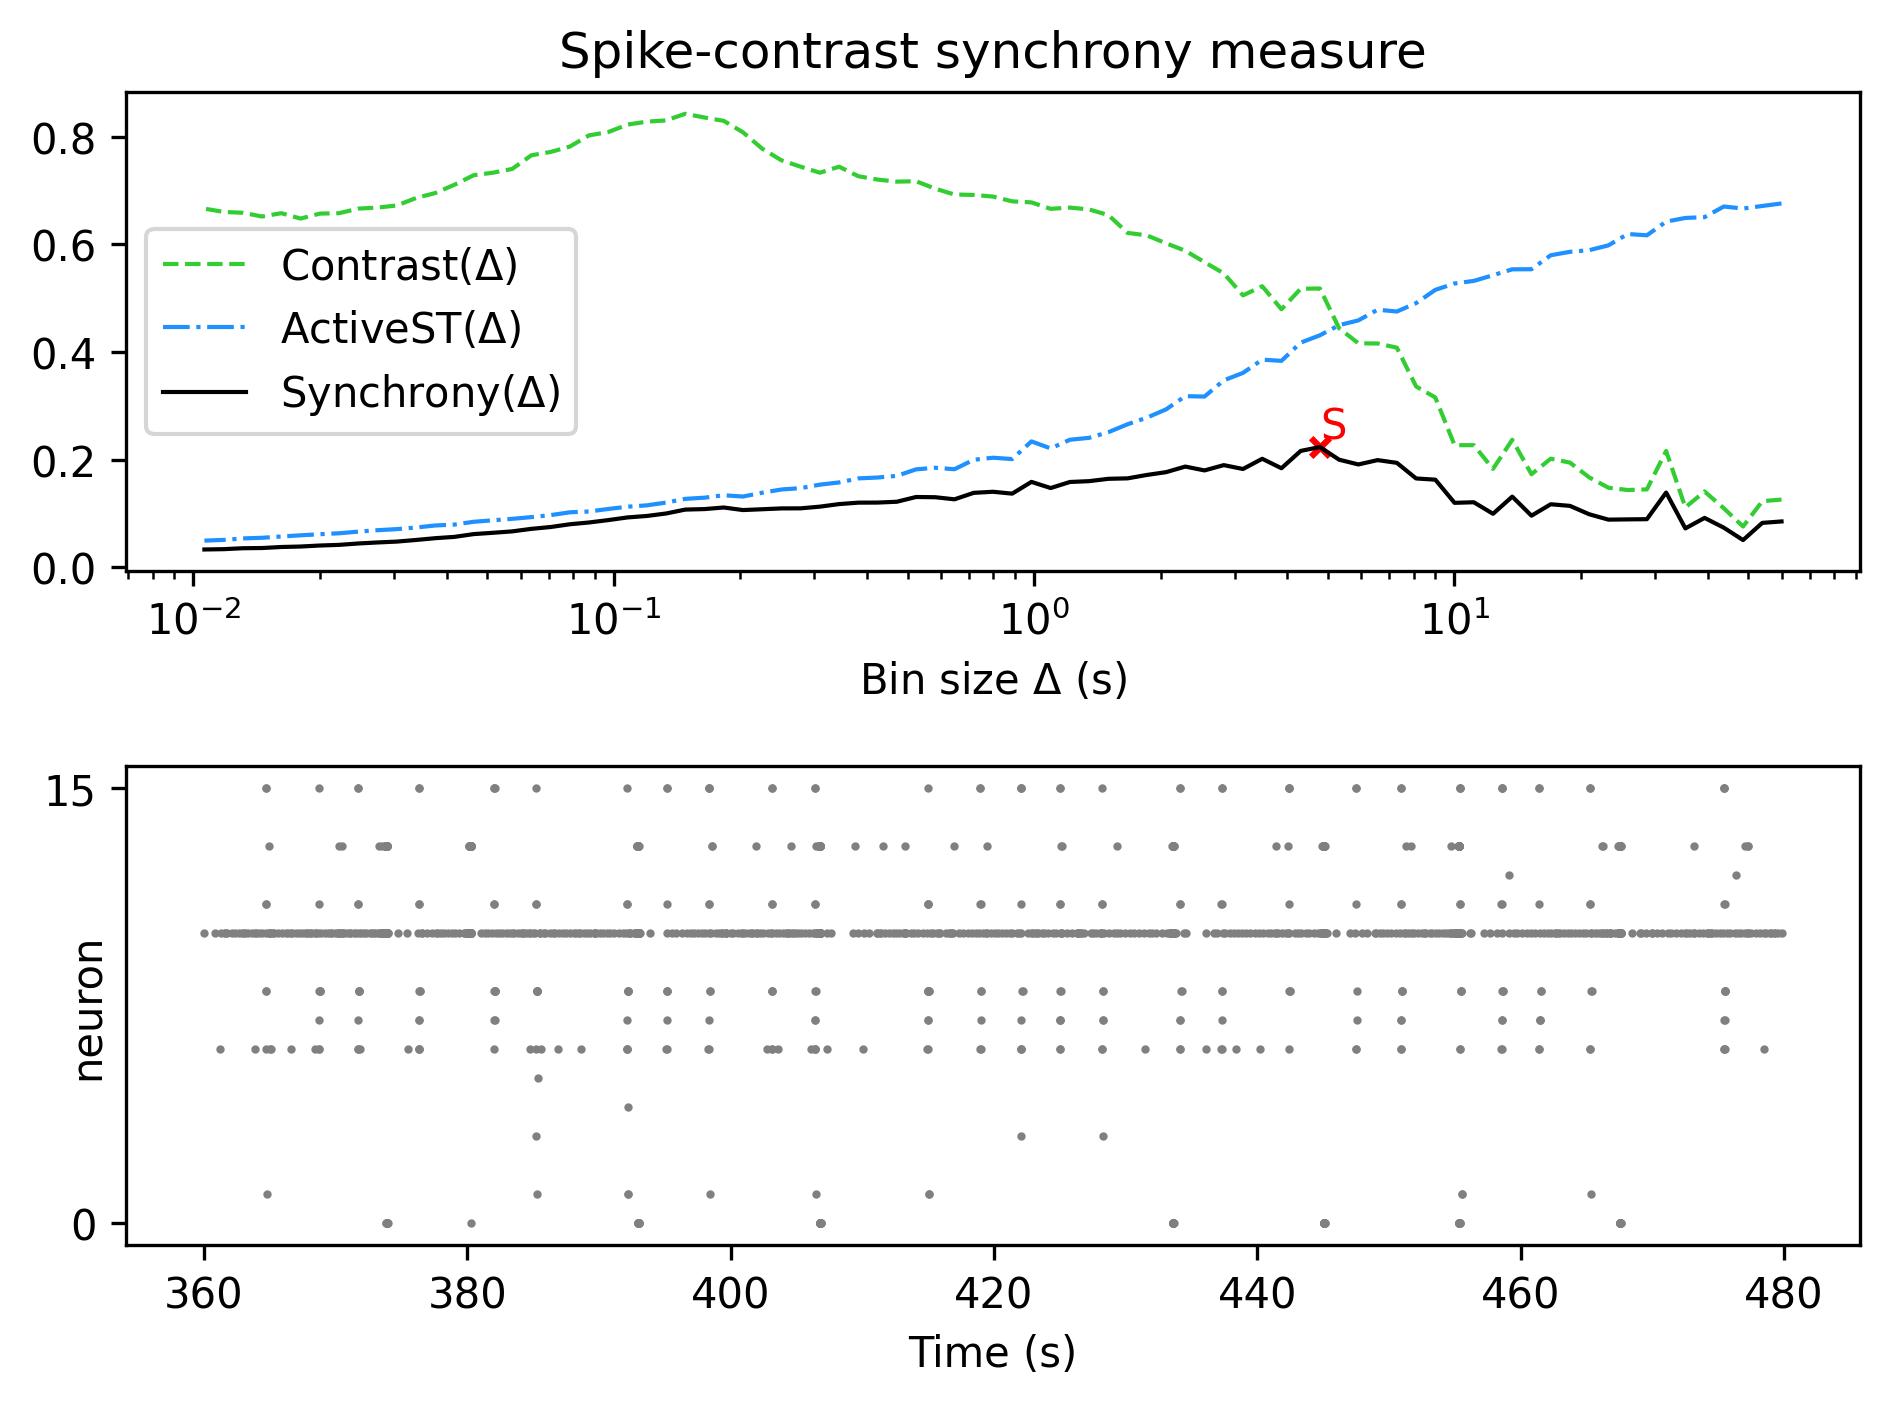 Spike-contrast synchrony measure
0.8
0.6
0.4
0.2
0.0
Contrast(Δ)
ActiveST(Δ)
Synchrony(Δ)
S
10⁻² 10⁻¹ 10⁰ 10¹
Bin size Δ (s)
15
0
neuron
360 380 400 420 440 460 480
Time (s)